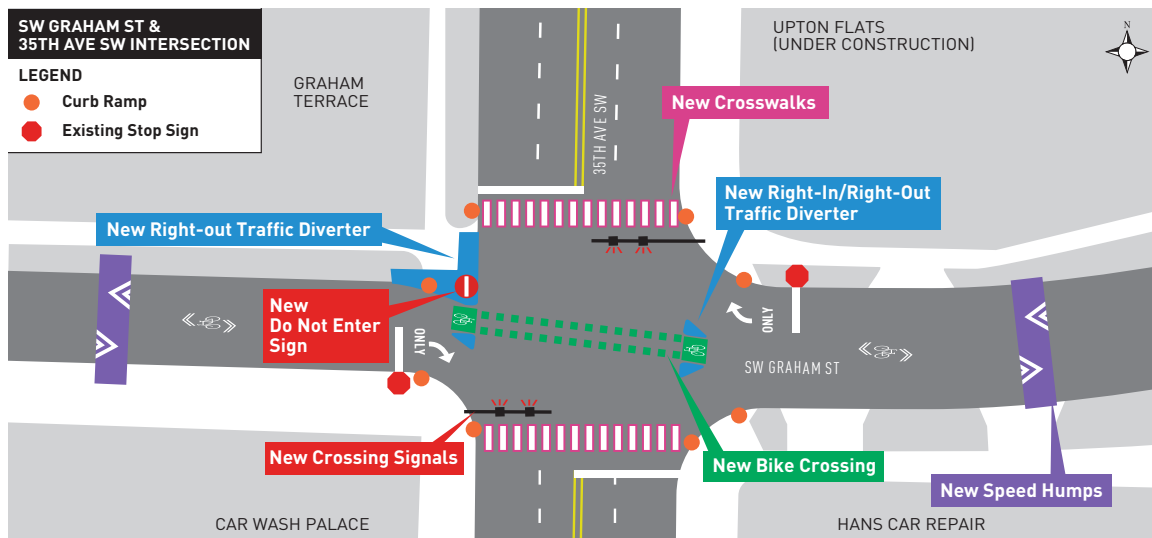 SW GRAHAM ST &
35TH AVE SW INTERSECTION
LEGEND
Curb Ramp
Existing Stop Sign
GRAHAM
TERRACE
UPTON FLATS
(UNDER CONSTRUCTION)
N
35TH AVE SW
New Crosswalks
New Right-In/Right-Out
Traffic Diverter
New Right-out Traffic Diverter
New
Do Not Enter
Sign
ONLY
ONLY
SW GRAHAM ST
New Crossing Signals
New Bike Crossing
New Speed Humps
CAR WASH PALACE
HANS CAR REPAIR